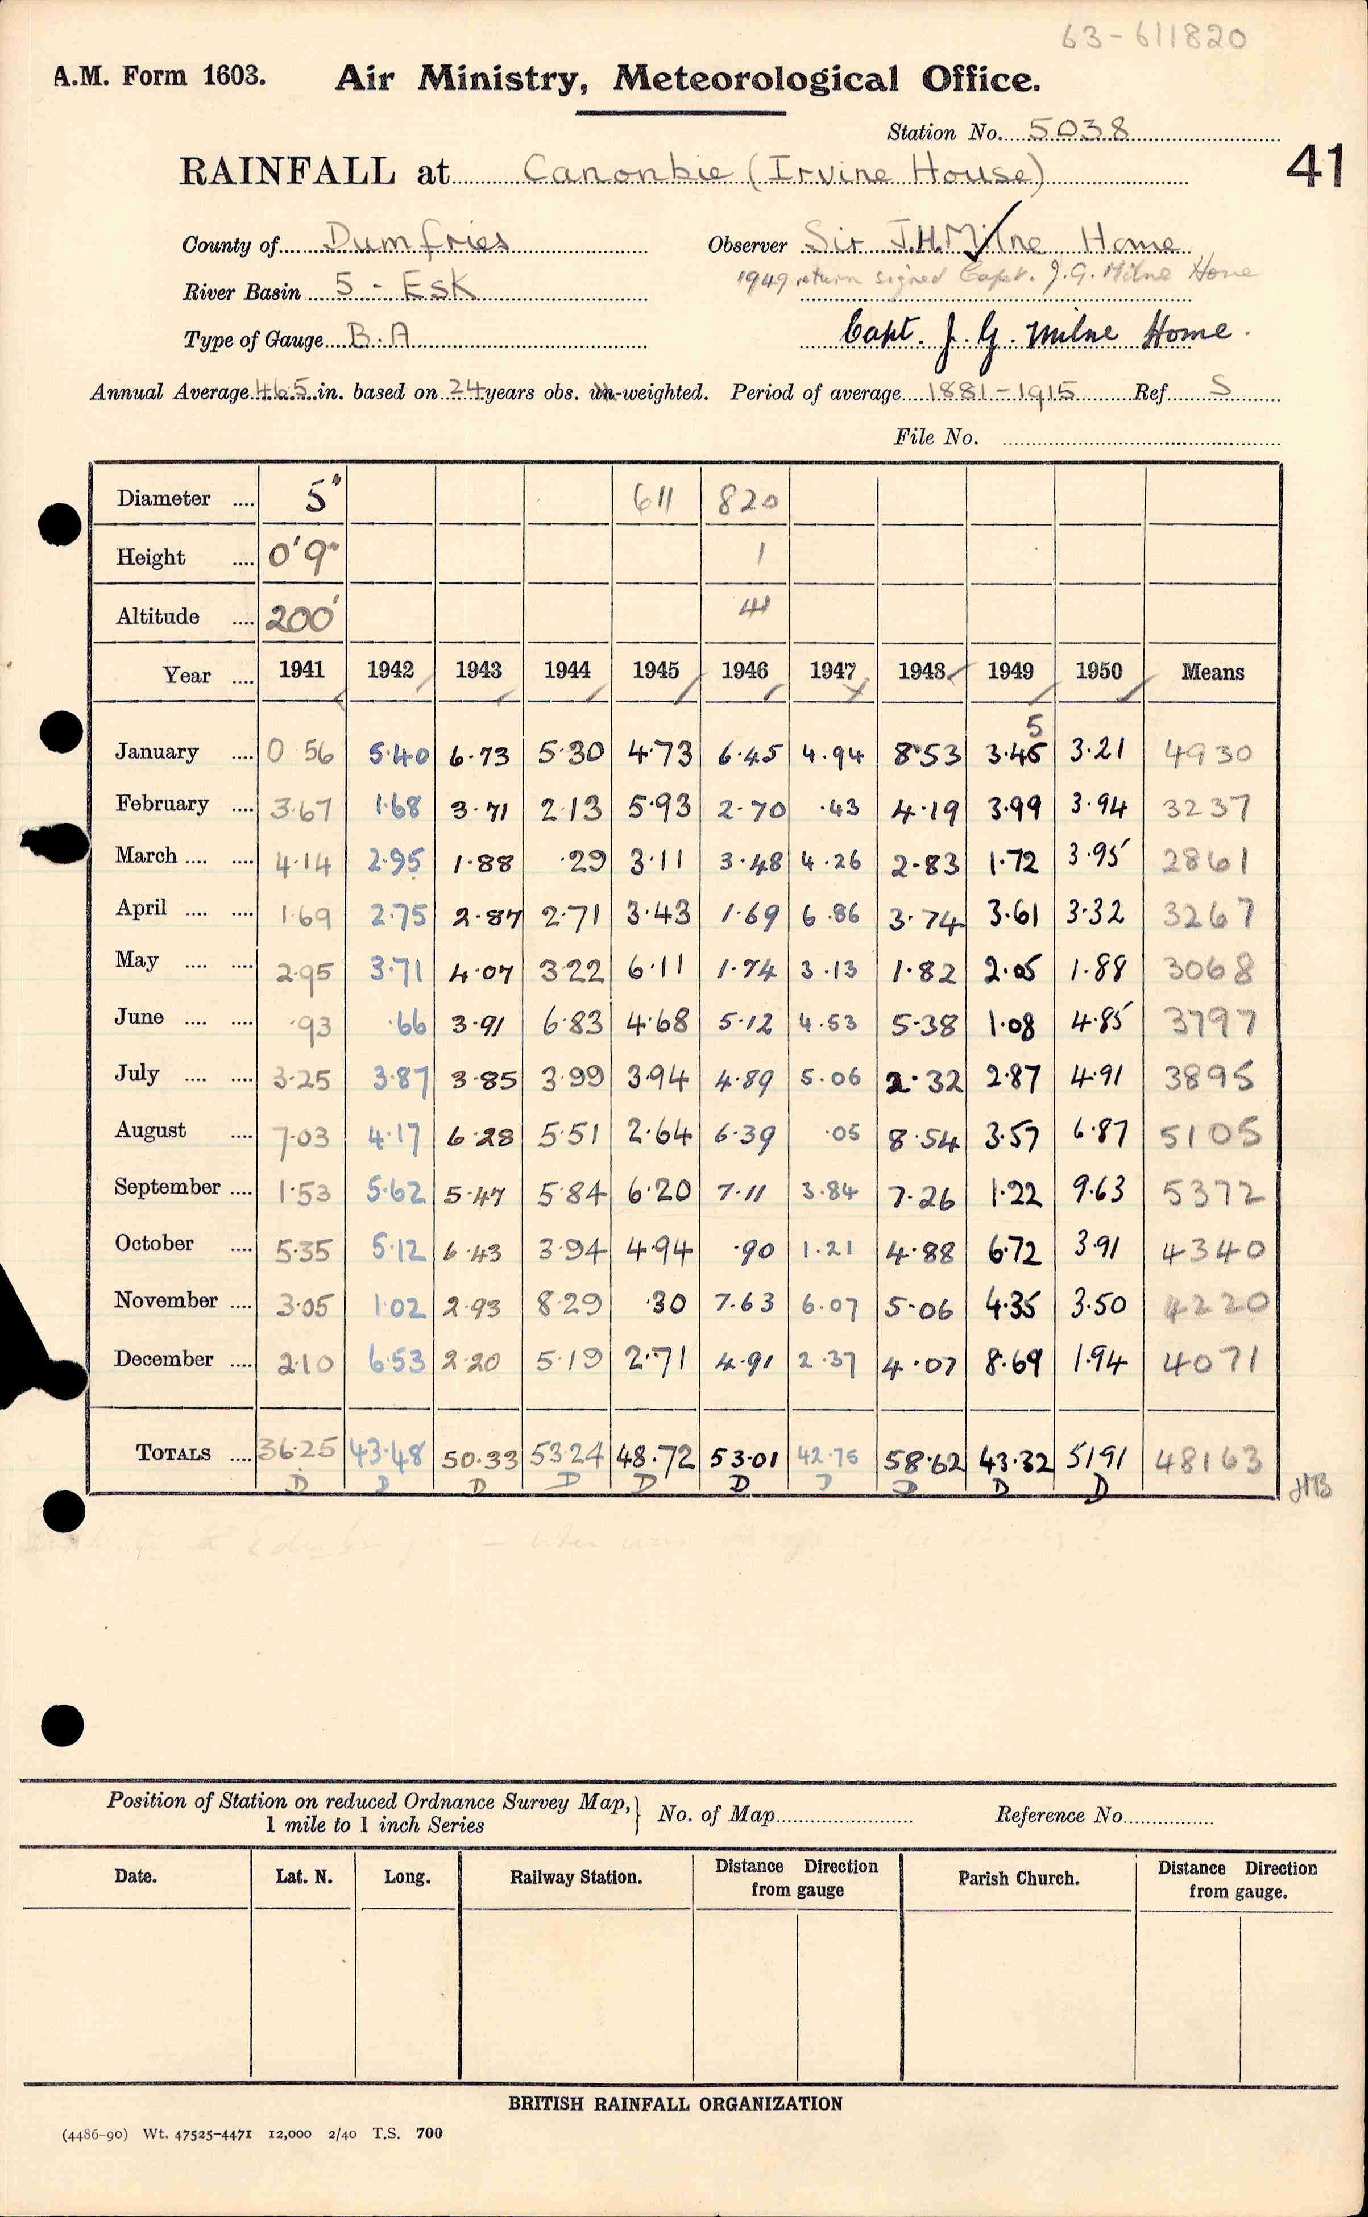 63-611820
A.M. Form 1603. Air Ministry, Meteorological Office.
Station No. 5038
41
RAINFALL at Canonbie (Irvine House)
County of Dumfries Observer Sir J.H. Milne Home
1949 return signed Capt. J.G. Milne Home
River Basin 5 - Esk
Type of Gauge B.A Capt. J. G. Milne Home.
Annual Average 46.5 in. based on 24 years obs. un-weighted. Period of average 1881-1915 Ref. S
File No.
Diameter .... 5" 611 820
Height .... 0'9" 1
Altitude .... 200' 41
Year .... 1941 1942 1943 1944 1945 1946 1947 1948 1949 1950 Means
5
January .... 0 56 5.40 6.73 5.30 4.73 6.45 4.94 8.53 3.45 3.21 4930
February .... 3.67 1.68 3.71 2.13 5.93 2.70 .43 4.19 3.99 3.94 3237
March .... .... 4.14 2.95 1.88 .29 3.11 3.48 4.26 2.83 1.72 3.95 2861
April .... .... 1.69 2.75 2.87 2.71 3.43 1.69 6.86 3.74 3.61 3.32 3267
May .... .... 2.95 3.71 4.07 3.22 6.11 1.74 3.13 1.82 2.05 1.88 3068
June .... .... .93 .66 3.91 6.83 4.68 5.12 4.53 5.38 1.08 4.85 3797
July .... .... 3.25 3.87 3.85 3.99 3.94 4.89 5.06 2.32 2.87 4.91 3895
August .... 7.03 4.17 6.28 5.51 2.64 6.39 .05 8.54 3.57 6.87 5105
September .... 1.53 5.62 5.47 5.84 6.20 7.11 3.84 7.26 1.22 9.63 5372
October .... 5.35 5.12 6.43 3.94 4.94 .90 1.21 4.88 6.72 3.91 4340
November .... 3.05 1.02 2.93 8.29 .30 7.63 6.07 5.06 4.35 3.50 4220
December .... 2.10 6.53 2.20 5.19 2.71 4.91 2.37 4.07 8.69 1.94 4071
TOTALS .... 36.25 43.48 50.33 53.24 48.72 53.01 42.75 58.62 43.32 51.91 48163
D D D D D D D D D D HB
Position of Station on reduced Ordnance Survey Map, } No. of Map Reference No.
1 mile to 1 inch Series
Date. Lat. N. Long. Railway Station. Distance Direction from gauge Parish Church. Distance Direction from gauge.
BRITISH RAINFALL ORGANIZATION
(4486-90) Wt. 47525-4471 12,000 2/40 T.S. 700